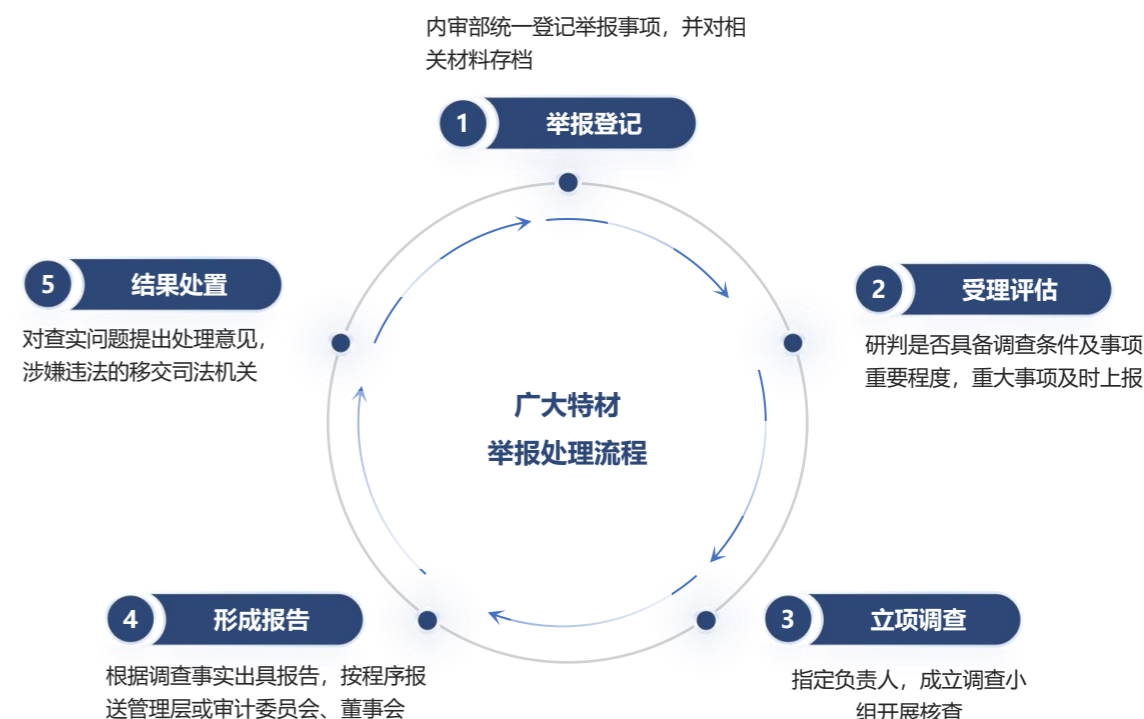 内审部统一登记举报事项，并对相
关材料存档
1 举报登记
2 受理评估
研判是否具备调查条件及事项
重要程度，重大事项及时上报
3 立项调查
指定负责人，成立调查小
组开展核查
4 形成报告
根据调查事实出具报告，按程序报
送管理层或审计委员会、董事会
5 结果处置
对查实问题提出处理意见，
涉嫌违法的移交司法机关
广大特材
举报处理流程